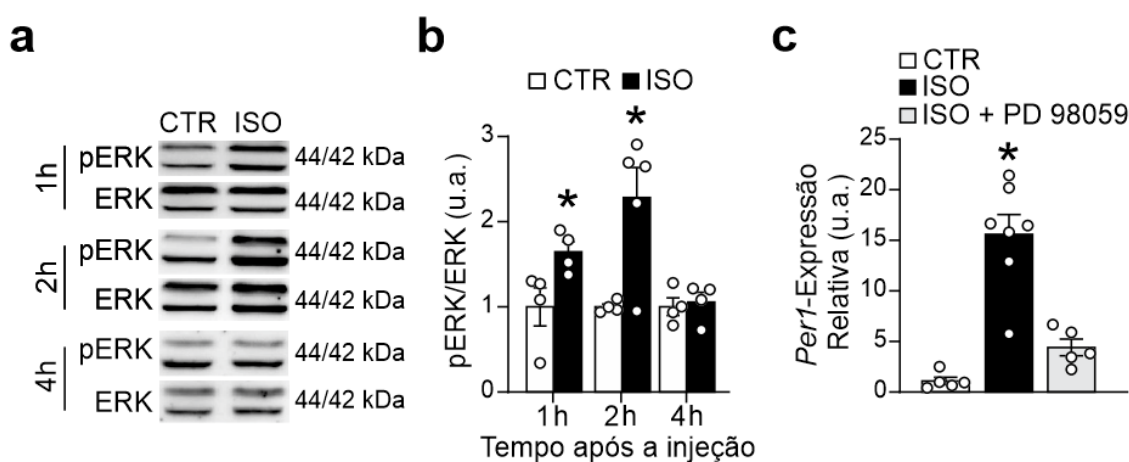 a
CTR ISO
1h
pERK 44/42 kDa
ERK 44/42 kDa
2h
pERK 44/42 kDa
ERK 44/42 kDa
4h
pERK 44/42 kDa
ERK 44/42 kDa
b
CTR ISO
pERK/ERK (u.a.)
3
2
1
0
* *
1h 2h 4h
Tempo após a injeção
c
CTR
ISO
ISO + PD 98059
Per1-Expressão
Relativa (u.a.)
25
20
15
10
5
0
*